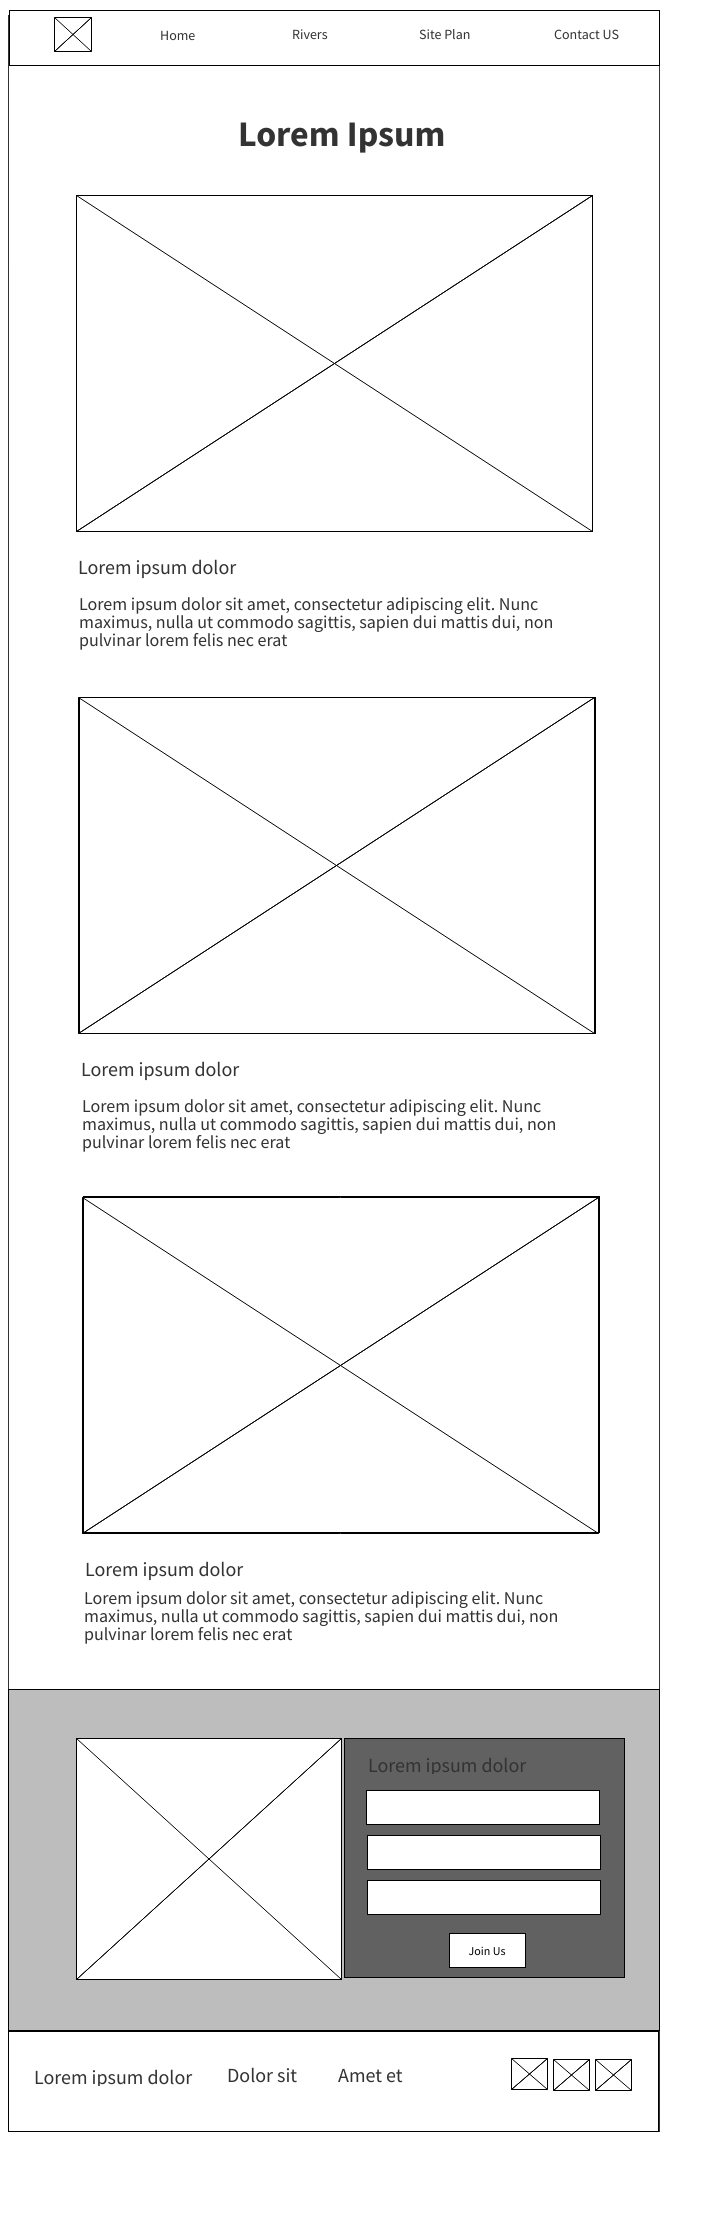 Home Rivers Site Plan Contact US
Lorem Ipsum
Lorem ipsum dolor
Lorem ipsum dolor sit amet, consectetur adipiscing elit. Nunc
maximus, nulla ut commodo sagittis, sapien dui mattis dui, non
pulvinar lorem felis nec erat
Lorem ipsum dolor
Lorem ipsum dolor sit amet, consectetur adipiscing elit. Nunc
maximus, nulla ut commodo sagittis, sapien dui mattis dui, non
pulvinar lorem felis nec erat
Lorem ipsum dolor
Lorem ipsum dolor sit amet, consectetur adipiscing elit. Nunc
maximus, nulla ut commodo sagittis, sapien dui mattis dui, non
pulvinar lorem felis nec erat
Lorem ipsum dolor
Join Us
Lorem ipsum dolor Dolor sit Amet et